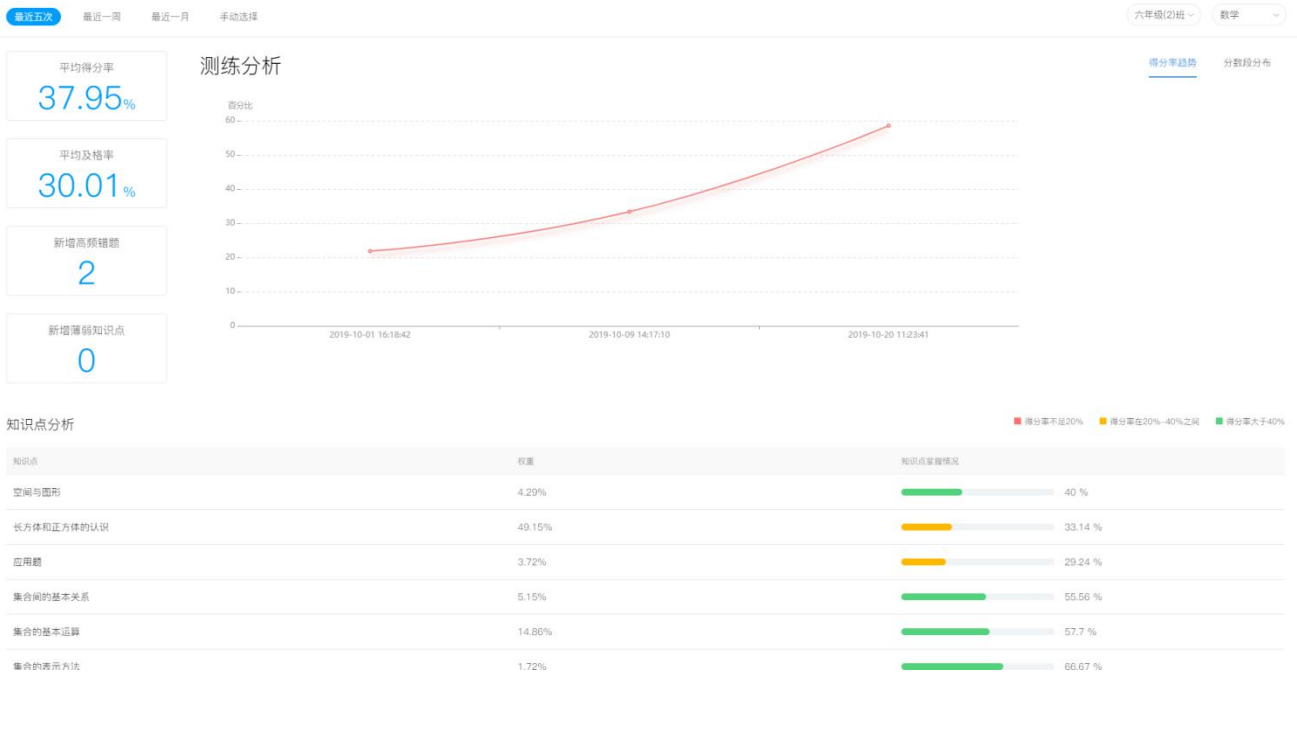 最近五次 最近一周 最近一月 手动选择 六年级(2)班 数学
平均得分率
37.95%
平均及格率
30.01%
新增高频错题
2
新增薄弱知识点
0
测练分析 得分率趋势 分数段分布
百分比
60
50
40
30
20
10
0
2019-10-01 16:18:42 2019-10-09 14:17:10 2019-10-20 11:23:41
知识点分析 得分率不足20% 得分率在20%-40%之间 得分率大于40%
知识点 权重 知识点掌握情况
空间与图形 4.29% 40 %
长方体和正方体的认识 49.15% 33.14 %
应用题 3.72% 29.24 %
集合间的基本关系 5.15% 55.56 %
集合的基本运算 14.86% 57.7 %
集合的表示方法 1.72% 66.67 %